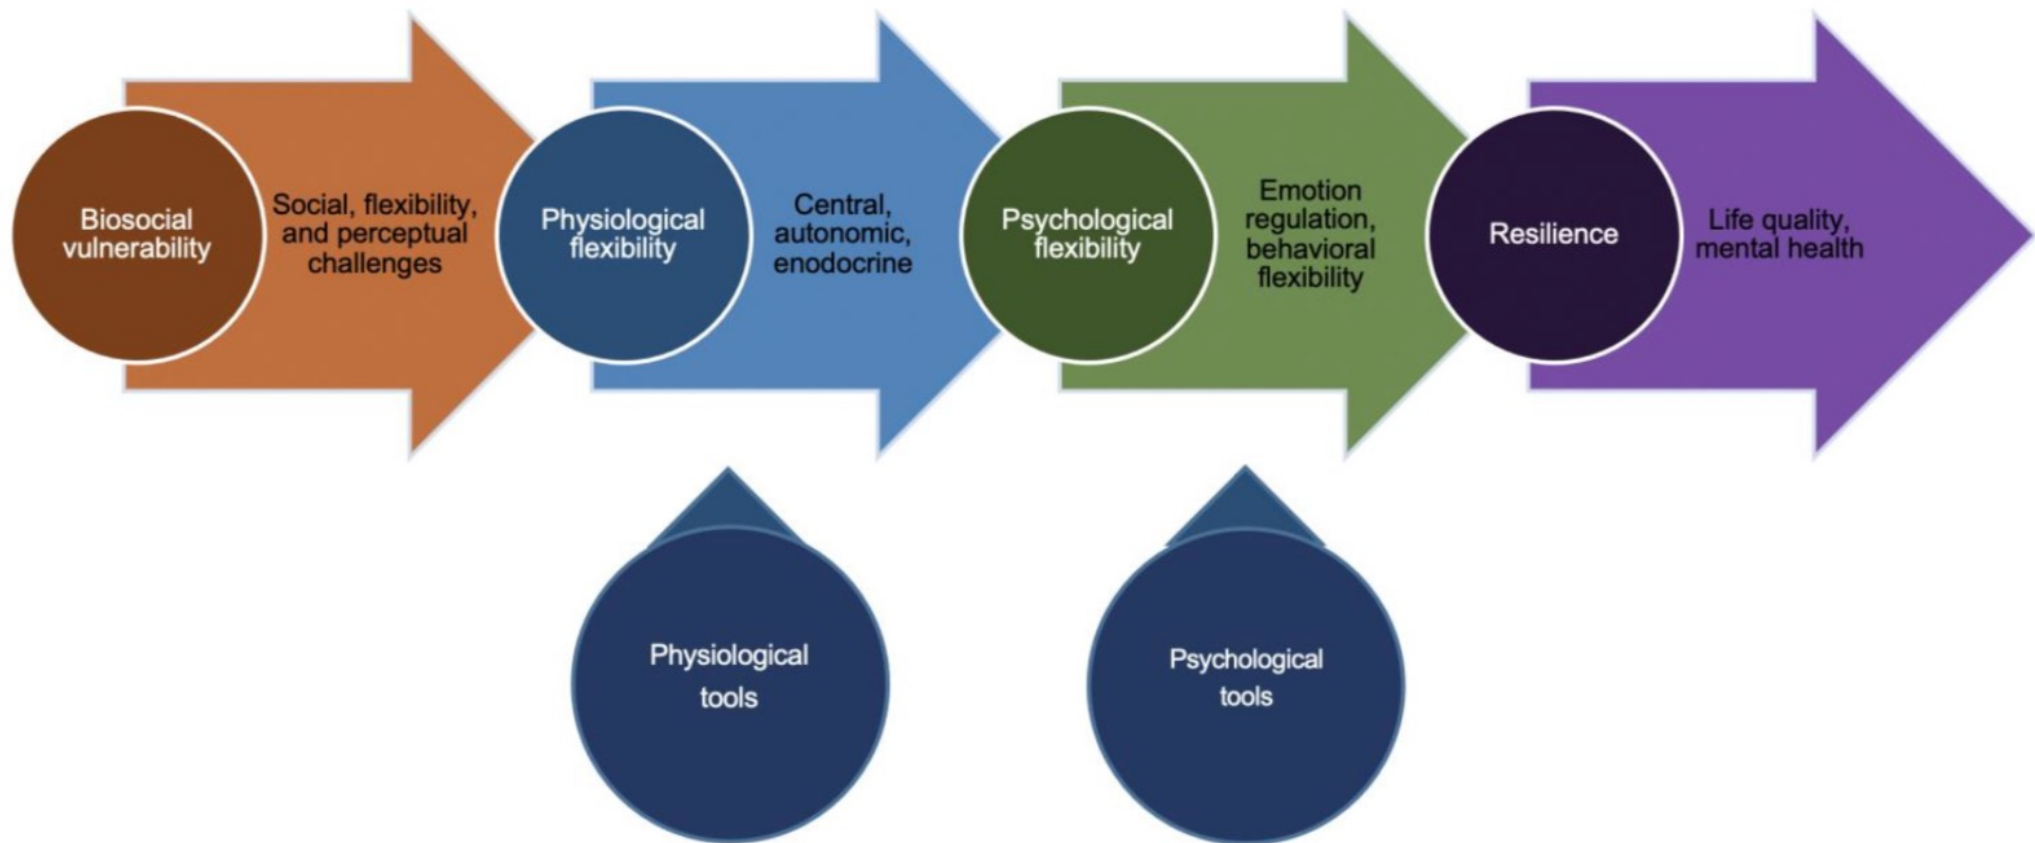 Biosocial
vulnerability
Social, flexibility,
and perceptual
challenges
Physiological
flexibility
Central,
autonomic,
enodocrine
Psychological
flexibility
Emotion
regulation,
behavioral
flexibility
Resilience
Life quality,
mental health
Physiological
tools
Psychological
tools